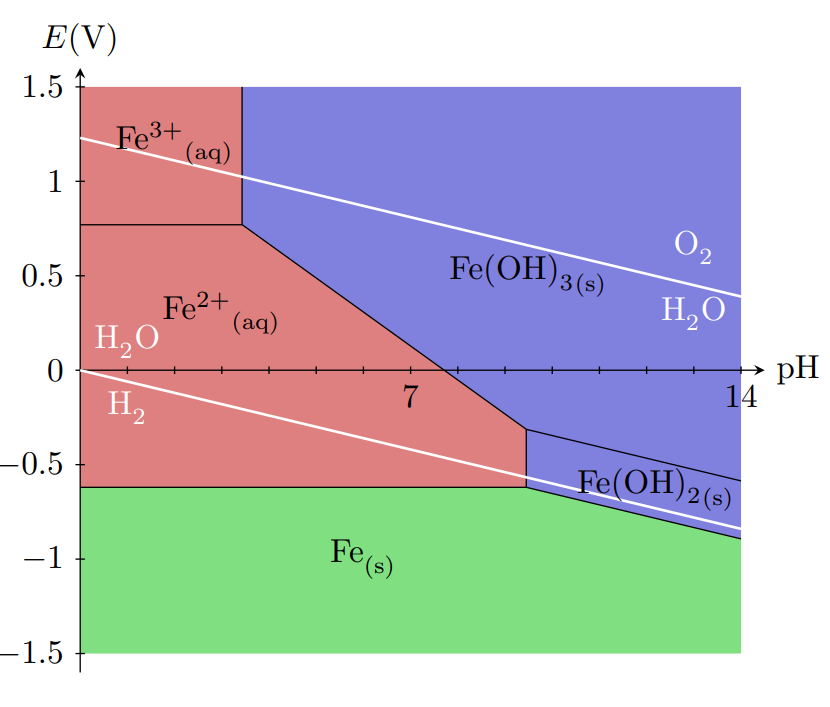 E(V)
1.5
Fe³⁺(aq)
1
O₂
0.5
Fe(OH)₃(s)
Fe²⁺(aq)
H₂O
H₂O
0
pH
7
14
H₂
−0.5
Fe(OH)₂(s)
−1
Fe(s)
−1.5